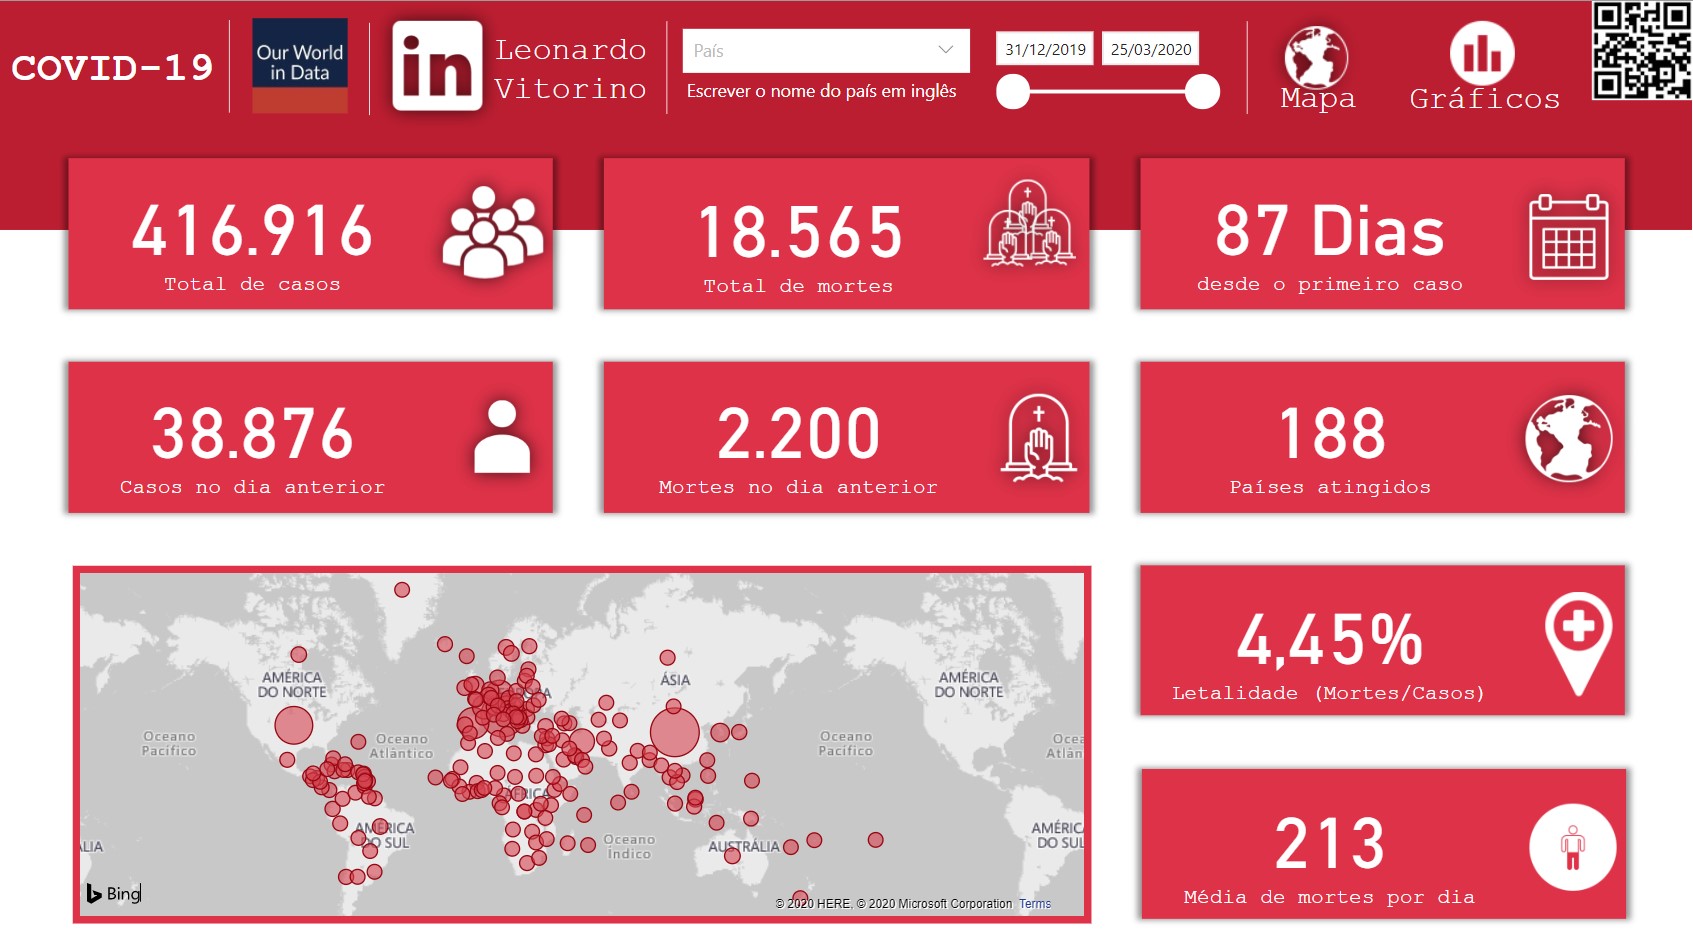 COVID-19
Our World
in Data
in
Leonardo
Vitorino
País
Escrever o nome do país em inglês
31/12/2019
25/03/2020
Mapa
Gráficos
416.916
Total de casos
18.565
Total de mortes
87 Dias
desde o primeiro caso
38.876
Casos no dia anterior
2.200
Mortes no dia anterior
188
Países atingidos
AMÉRICA
DO NORTE
ÁSIA
AMÉRICA
DO NORTE
Oceano
Pacífico
Oceano
Atlântico
Oceano
Pacífico
Ocea
Atlân
ÁFRICA
AMÉRICA
DO SUL
Oceano
Índico
AUSTRÁLIA
AMÉRIC
DO SUL
ALIA
Bing
© 2020 HERE, © 2020 Microsoft Corporation Terms
4,45%
Letalidade (Mortes/Casos)
213
Média de mortes por dia